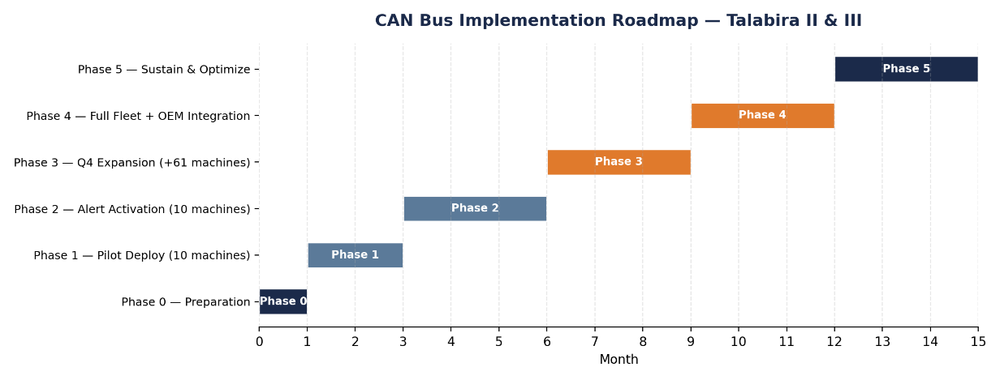 CAN Bus Implementation Roadmap — Talabira II & III
Phase 5 — Sustain & Optimize
Phase 5
Phase 4 — Full Fleet + OEM Integration
Phase 4
Phase 3 — Q4 Expansion (+61 machines)
Phase 3
Phase 2 — Alert Activation (10 machines)
Phase 2
Phase 1 — Pilot Deploy (10 machines)
Phase 1
Phase 0 — Preparation
Phase 0
0 1 2 3 4 5 6 7 8 9 10 11 12 13 14 15
Month